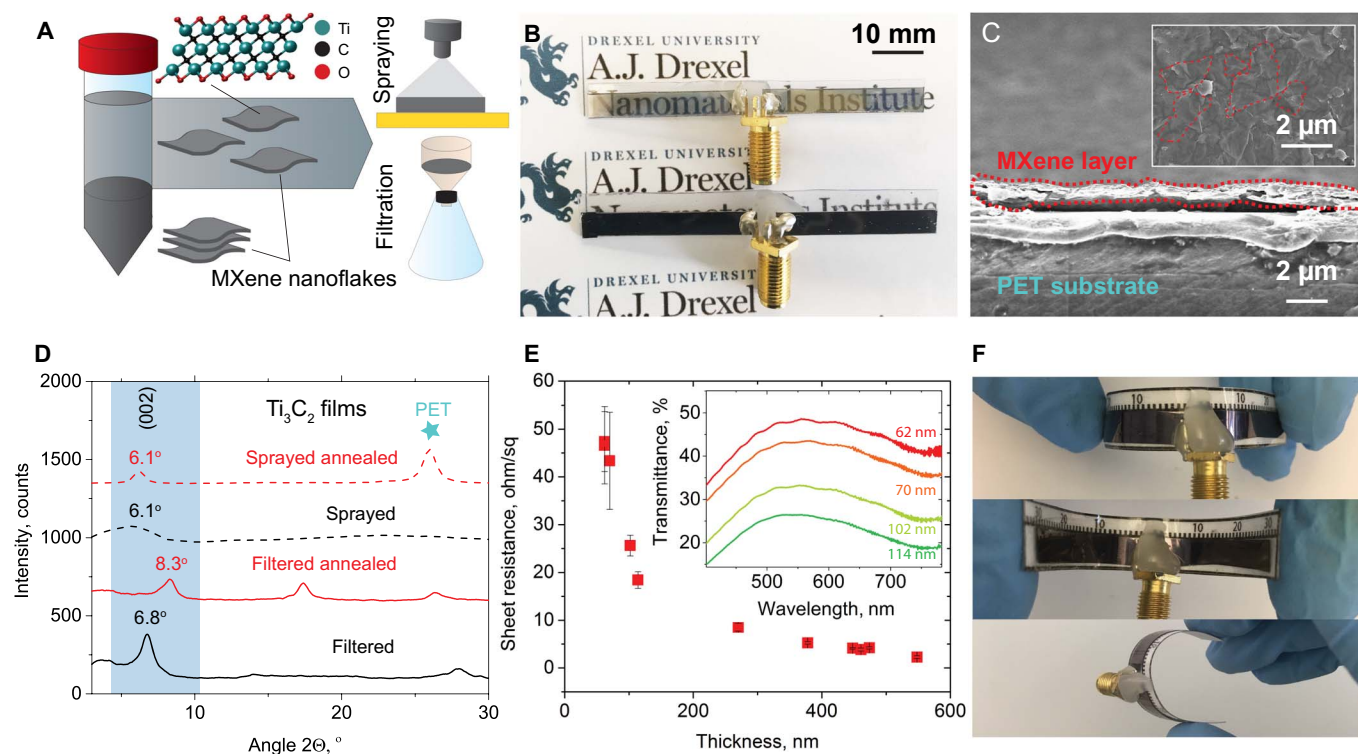 A
Ti
C
O
Spraying
Filtration
MXene nanoflakes
B
10 mm
DREXEL UNIVERSITY
A.J. Drexel
Nanomaterials Institute
DREXEL UNIVERSITY
A.J. Drexel
Nanomaterials Institute
DREXEL UNIVERSITY
A.J. Drexel
C
2 µm
MXene layer
2 µm
PET substrate
D
2000
1500
1000
500
0
Intensity, counts
(002)
Ti₃C₂ films
PET
6.1°
Sprayed annealed
6.1°
Sprayed
8.3°
Filtered annealed
6.8°
Filtered
10
20
30
Angle 2Θ, °
E
60
50
40
30
20
10
0
Sheet resistance, ohm/sq
0
200
400
600
Thickness, nm
50
40
30
20
Transmittance, %
62 nm
70 nm
102 nm
114 nm
500
600
700
Wavelength, nm
F
10
10
30
20
10
10
20
30